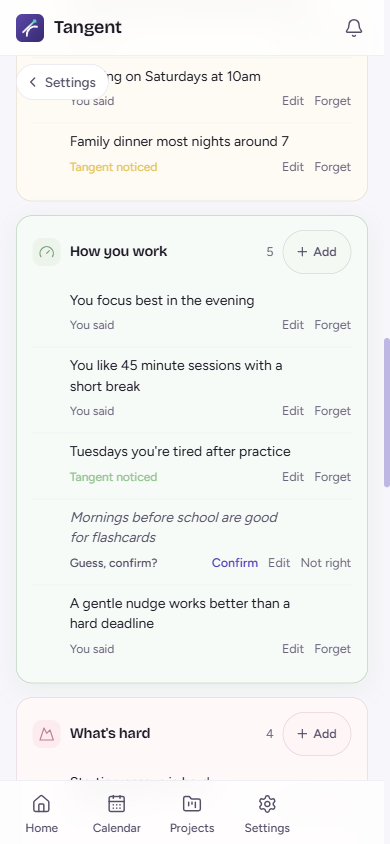 Tangent
Settings
on Saturdays at 10am
You said
Edit Forget
Family dinner most nights around 7
Tangent noticed
Edit Forget
How you work
5
+ Add
You focus best in the evening
You said
Edit Forget
You like 45 minute sessions with a
short break
You said
Edit Forget
Tuesdays you're tired after practice
Tangent noticed
Edit Forget
Mornings before school are good
for flashcards
Guess, confirm?
Confirm Edit Not right
A gentle nudge works better than a
hard deadline
You said
Edit Forget
What's hard
4
+ Add
Home
Calendar
Projects
Settings